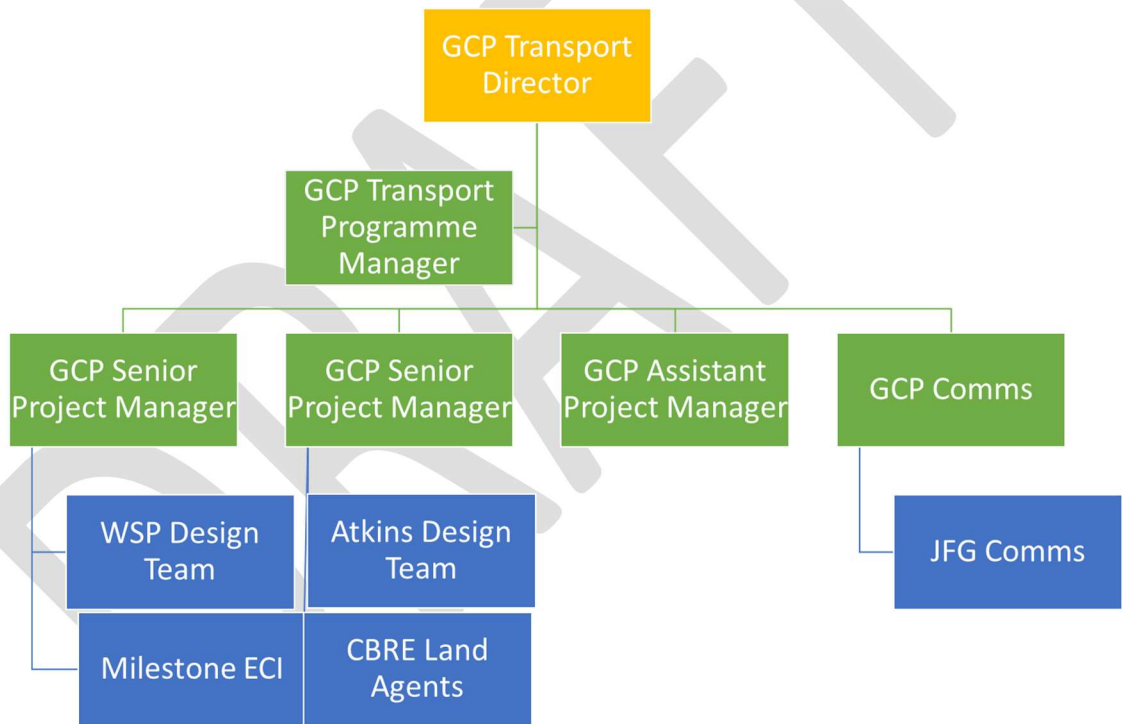 GCP Transport
Director
GCP Transport
Programme
Manager
GCP Senior
Project Manager
GCP Senior
Project Manager
GCP Assistant
Project Manager
GCP Comms
WSP Design
Team
Atkins Design
Team
JFG Comms
Milestone ECI
CBRE Land
Agents
DRAFT